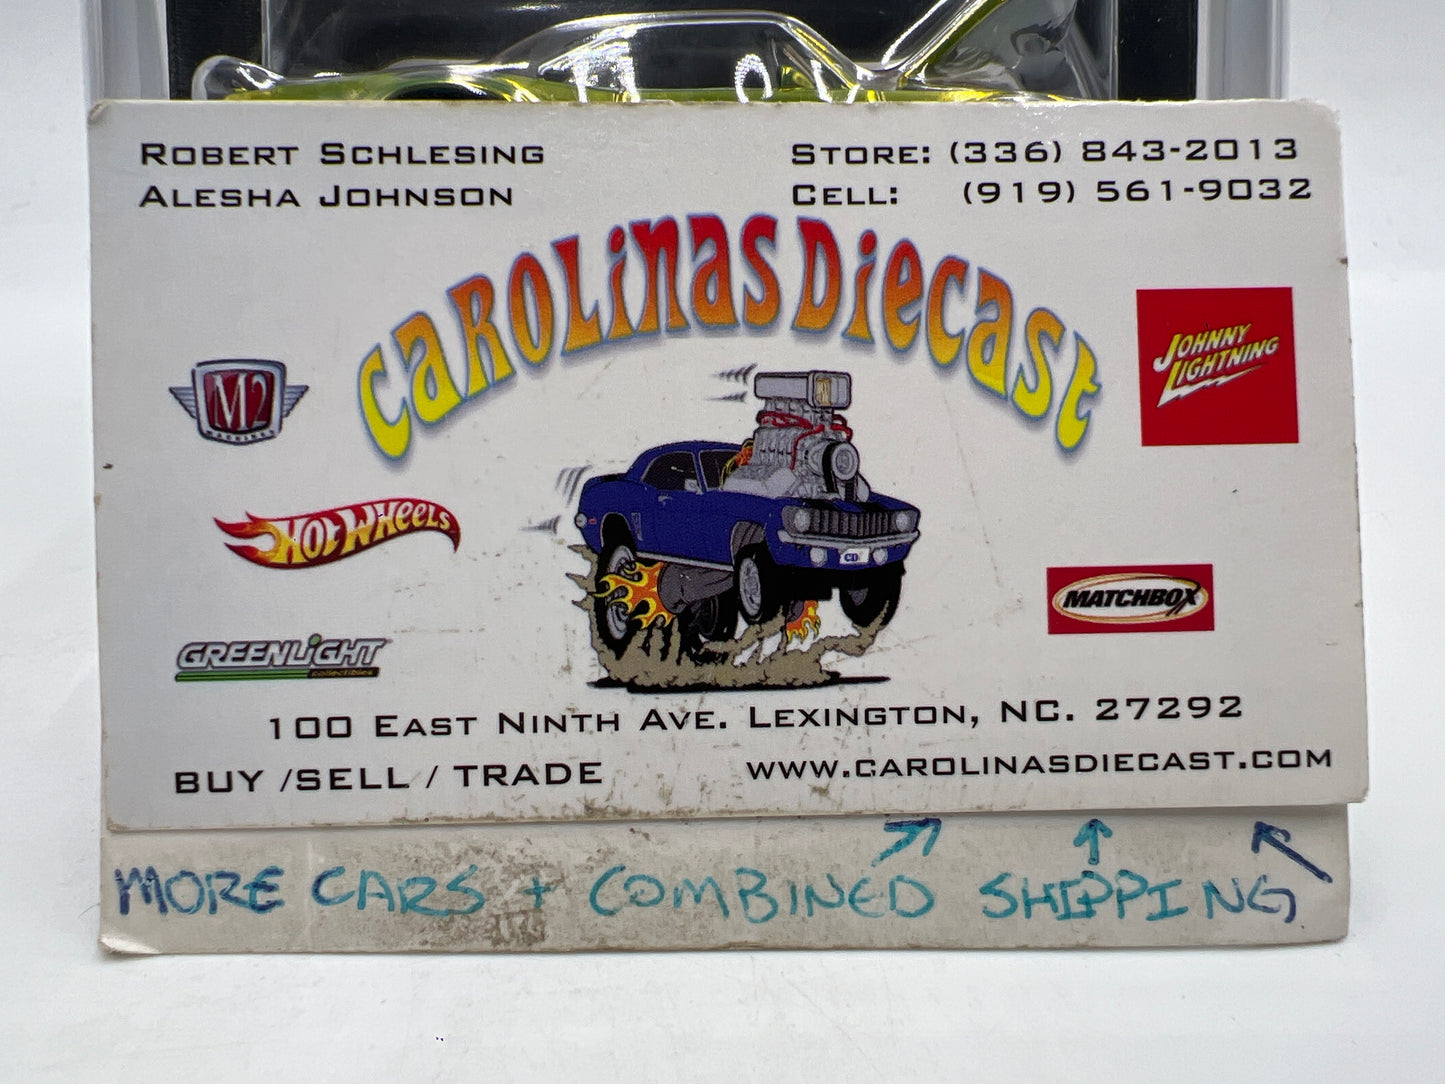 Robert Schlesing
Alesha Johnson
Store: (336) 843-2013
Cell: (919) 561-9032
Carolinas Diecast
M2
MACHINES
JOHNNY LIGHTNING
HOT WHEELS
MATCHBOX
GREENLiGHT
collectibles
100 East Ninth Ave. Lexington, NC. 27292
BUY /SELL / TRADE
www.carolinasdiecast.com
MORE CARS + COMBINED SHIPPING